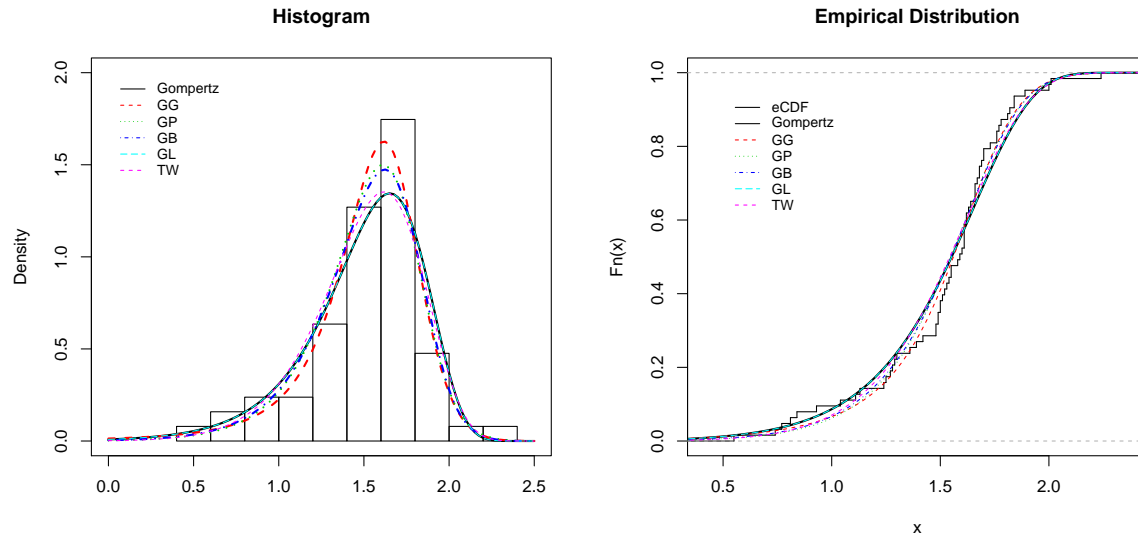 Histogram
Density
0.0
0.5
1.0
1.5
2.0
0.0 0.5 1.0 1.5 2.0 2.5
Gompertz
GG
GP
GB
GL
TW
Empirical Distribution
Fn(x)
0.0
0.2
0.4
0.6
0.8
1.0
0.5 1.0 1.5 2.0
x
eCDF
Gompertz
GG
GP
GB
GL
TW